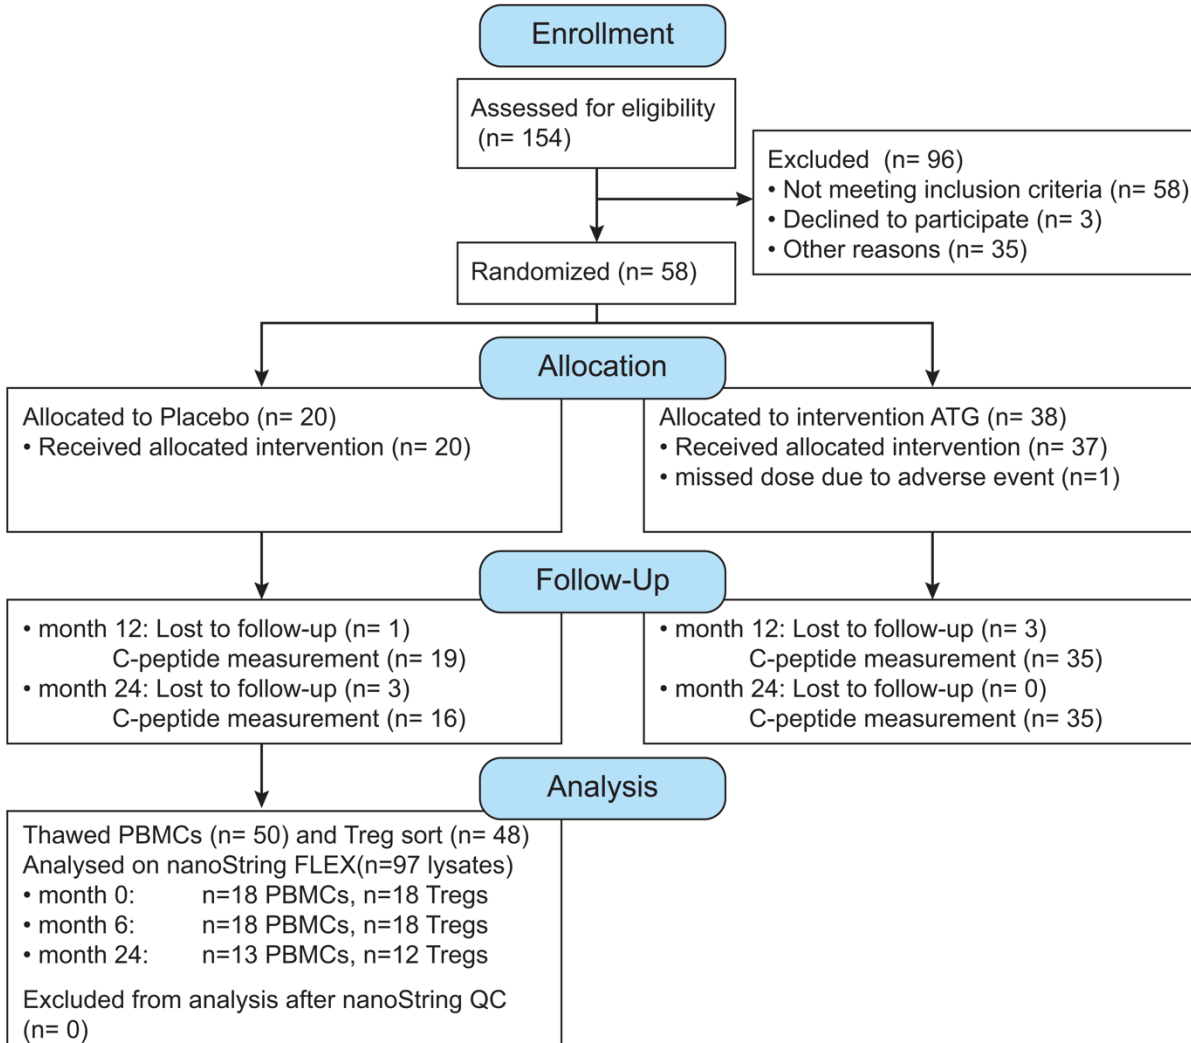 Enrollment
Assessed for eligibility
(n= 154)
Excluded (n= 96)
• Not meeting inclusion criteria (n= 58)
• Declined to participate (n= 3)
• Other reasons (n= 35)
Randomized (n= 58)
Allocation
Allocated to Placebo (n= 20)
• Received allocated intervention (n= 20)
Allocated to intervention ATG (n= 38)
• Received allocated intervention (n= 37)
• missed dose due to adverse event (n=1)
Follow-Up
• month 12: Lost to follow-up (n= 1)
C-peptide measurement (n= 19)
• month 24: Lost to follow-up (n= 3)
C-peptide measurement (n= 16)
• month 12: Lost to follow-up (n= 3)
C-peptide measurement (n= 35)
• month 24: Lost to follow-up (n= 0)
C-peptide measurement (n= 35)
Analysis
Thawed PBMCs (n= 50) and Treg sort (n= 48)
Analysed on nanoString FLEX(n=97 lysates)
• month 0: n=18 PBMCs, n=18 Tregs
• month 6: n=18 PBMCs, n=18 Tregs
• month 24: n=13 PBMCs, n=12 Tregs
Excluded from analysis after nanoString QC
(n= 0)